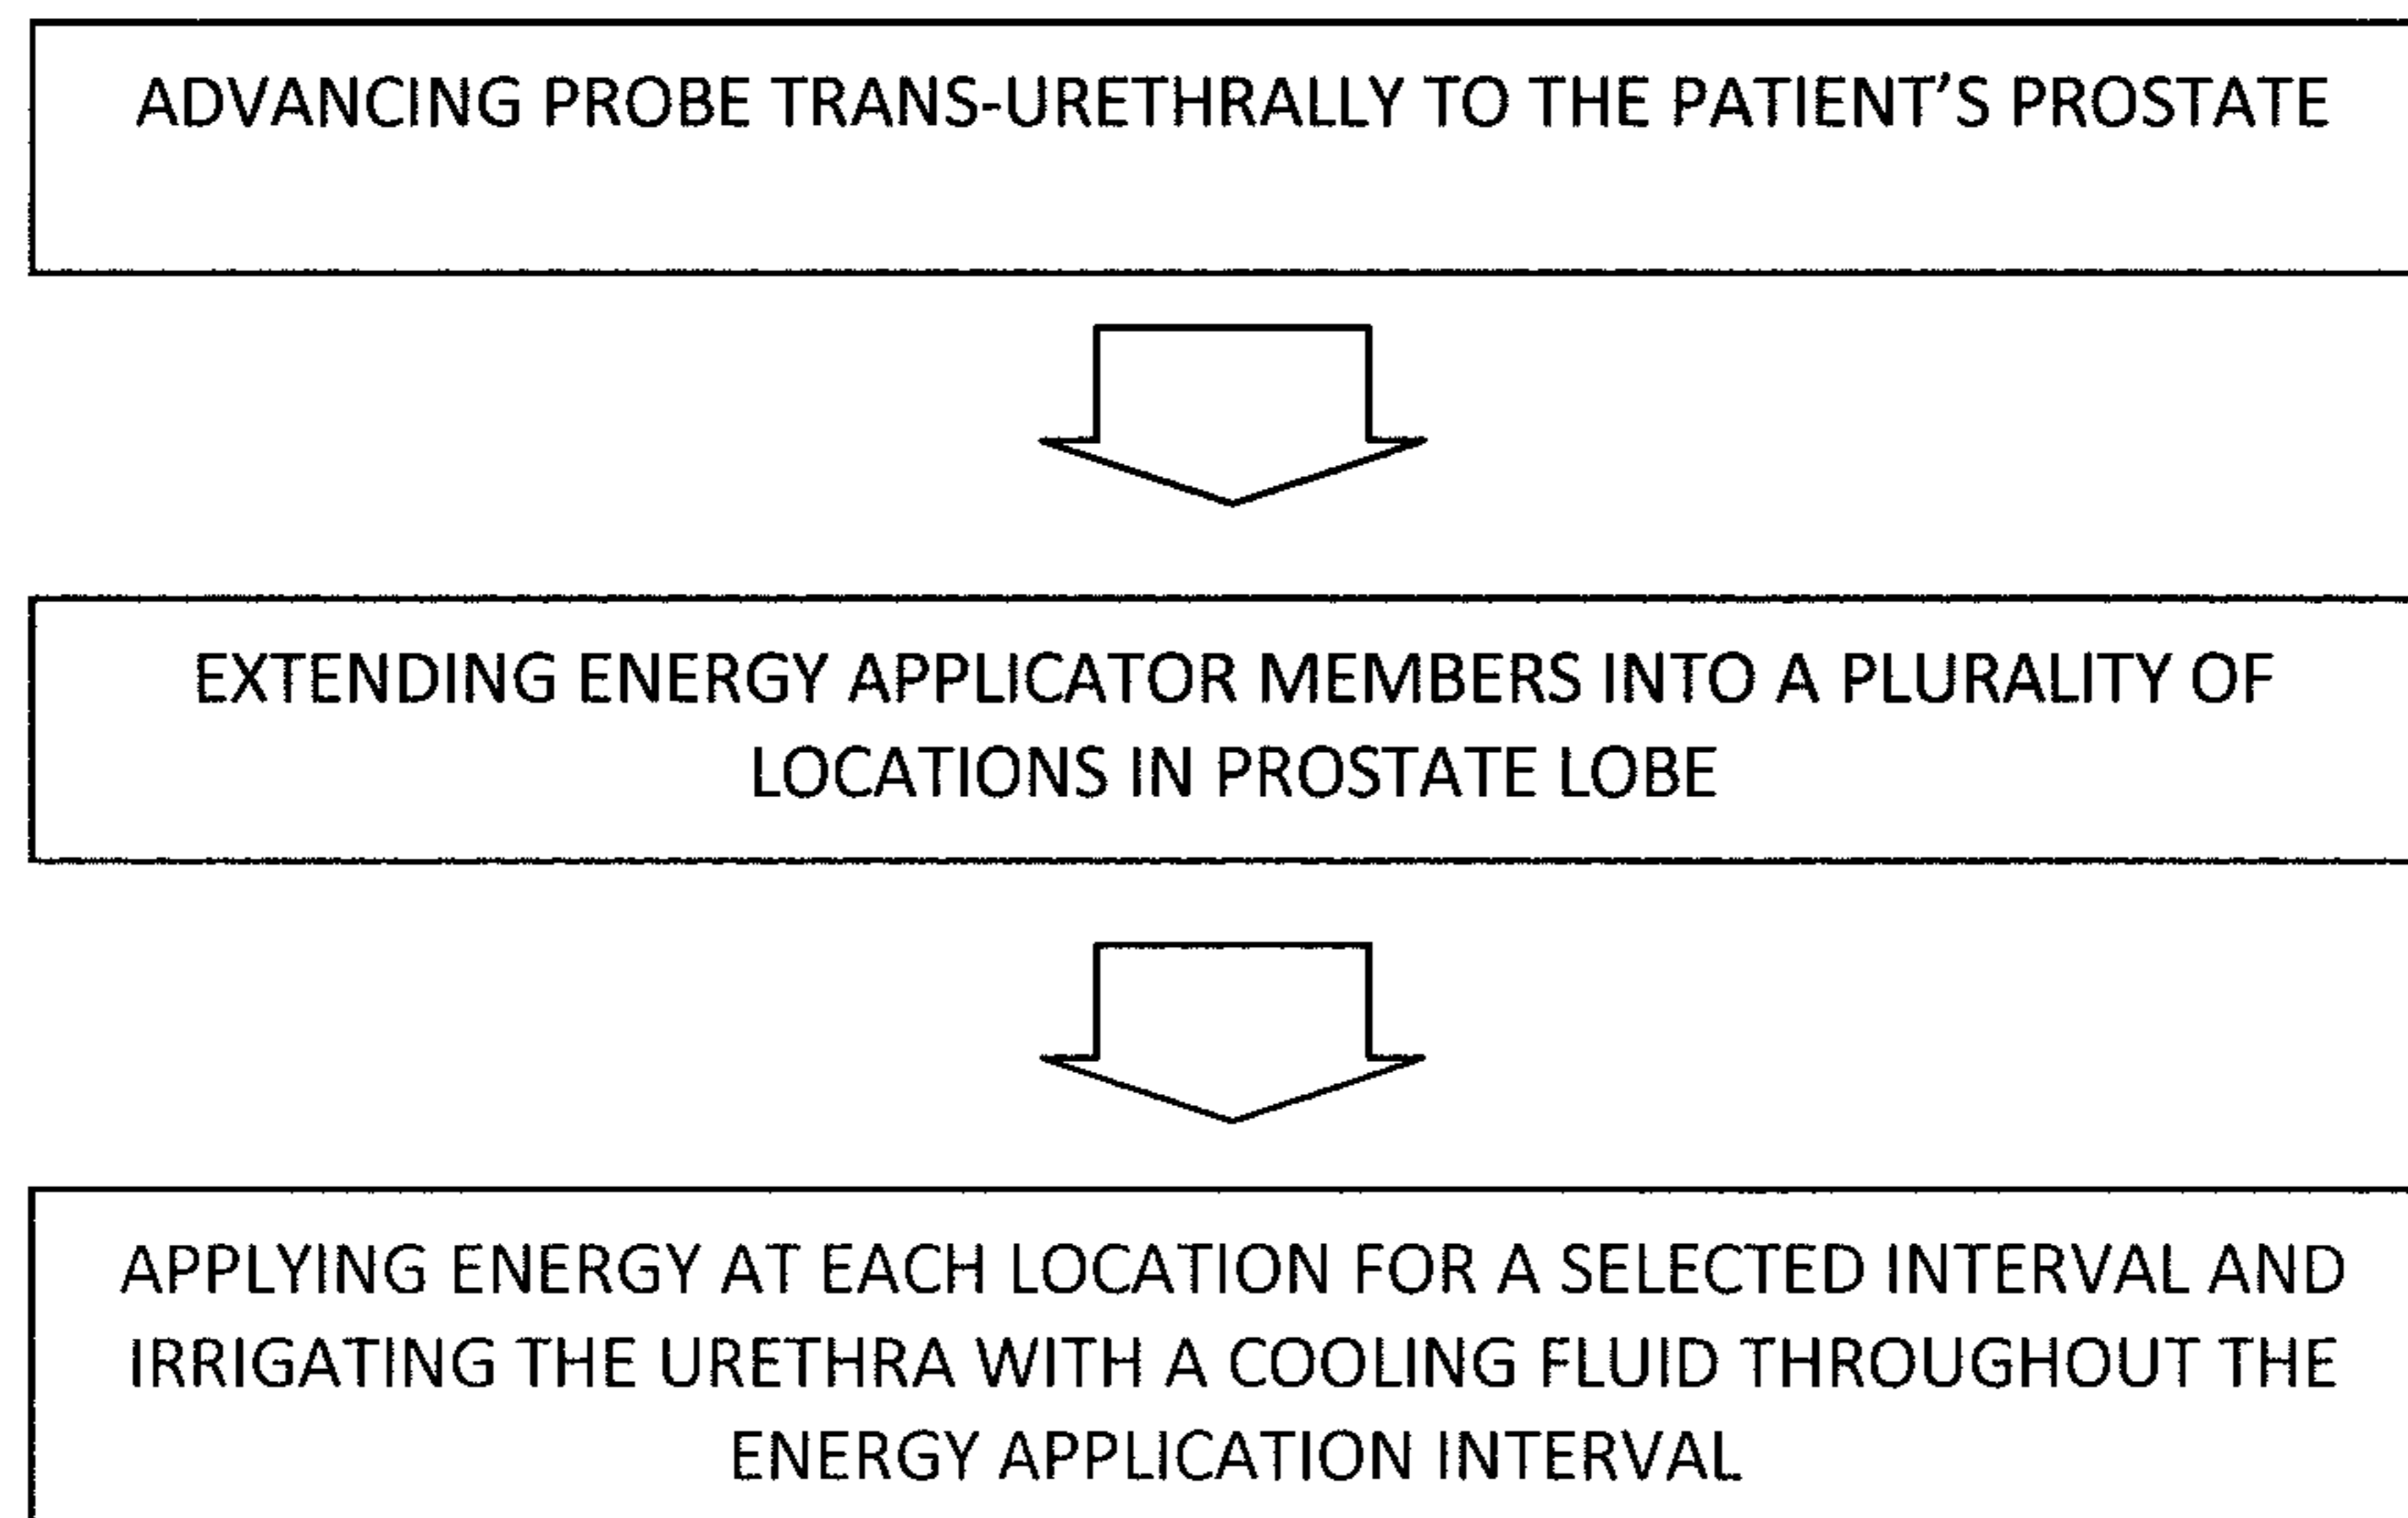 ADVANCING PROBE TRANS-URETHRALLY TO THE PATIENT'S PROSTATE
EXTENDING ENERGY APPLICATOR MEMBERS INTO A PLURALITY OF
LOCATIONS IN PROSTATE LOBE
APPLYING ENERGY AT EACH LOCATION FOR A SELECTED INTERVAL AND
IRRIGATING THE URETHRA WITH A COOLING FLUID THROUGHOUT THE
ENERGY APPLICATION INTERVAL